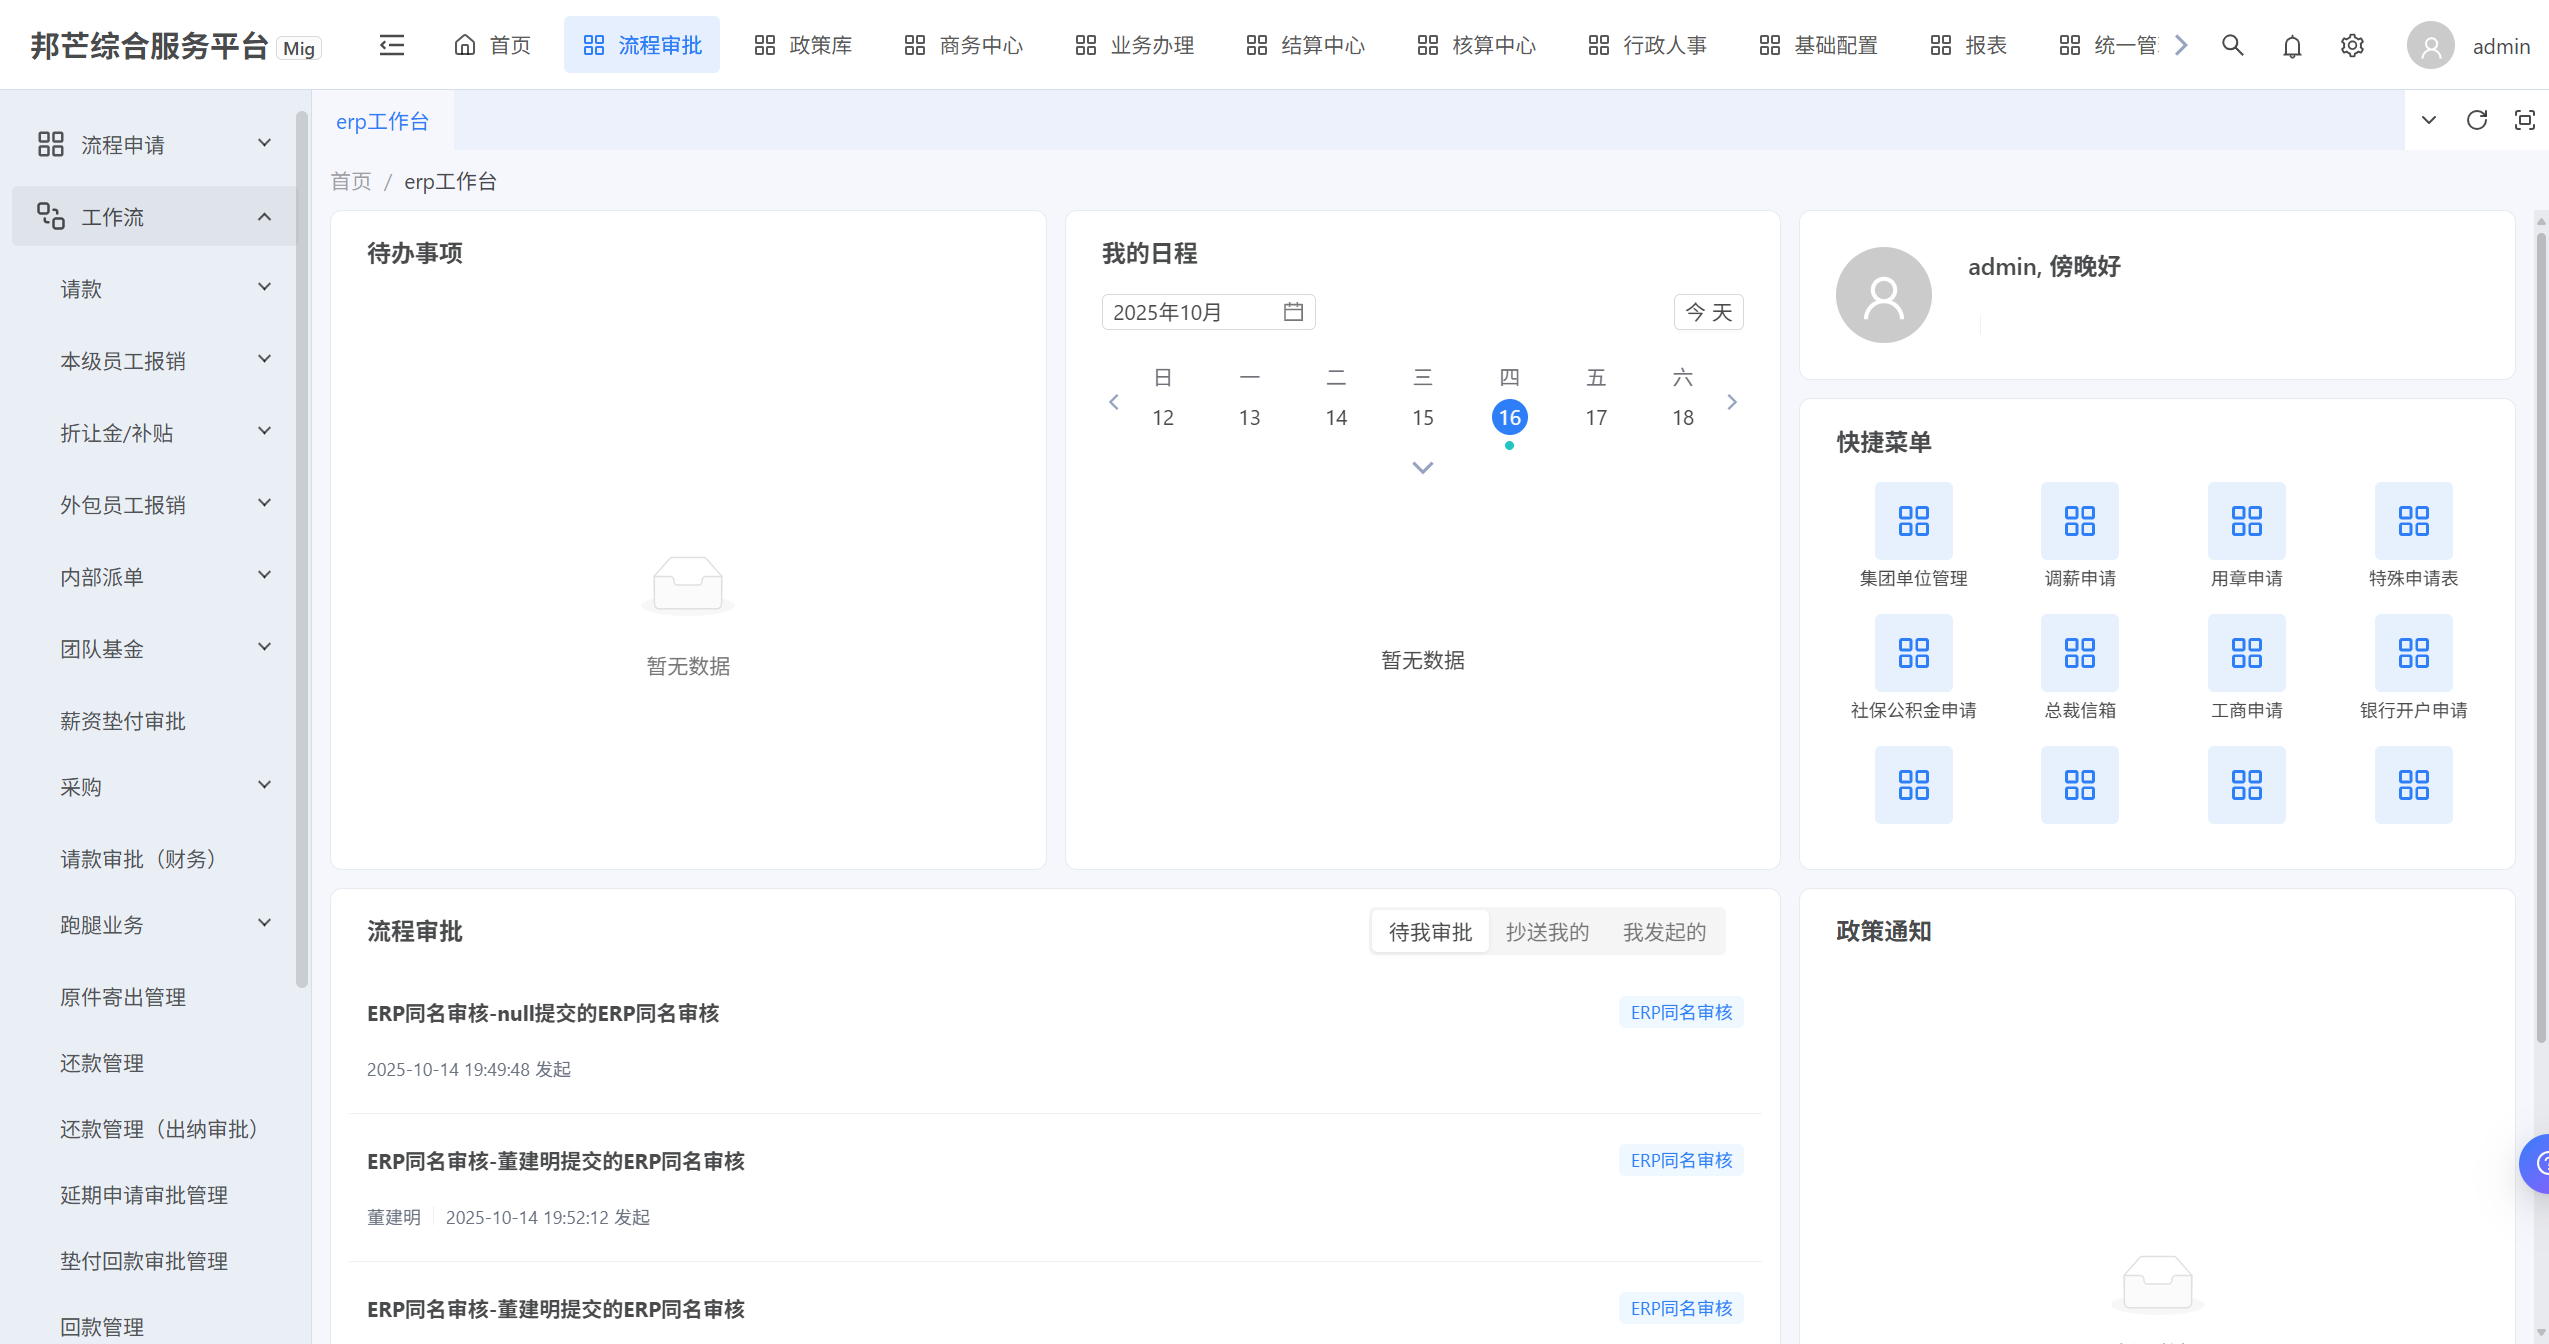 邦芒综合服务平台 Mig
首页 流程审批 政策库 商务中心 业务办理 结算中心 核算中心 行政人事 基础配置 报表 统一管 admin
流程申请
工作流
请款
本级员工报销
折让金/补贴
外包员工报销
内部派单
团队基金
薪资垫付审批
采购
请款审批（财务）
跑腿业务
原件寄出管理
还款管理
还款管理（出纳审批）
延期申请审批管理
垫付回款审批管理
回款管理
erp工作台
首页 / erp工作台
待办事项
暂无数据
我的日程
2025年10月 今 天
日 一 二 三 四 五 六
12 13 14 15 16 17 18
暂无数据
admin, 傍晚好
快捷菜单
集团单位管理 调薪申请 用章申请 特殊申请表
社保公积金申请 总裁信箱 工商申请 银行开户申请
流程审批
待我审批 抄送我的 我发起的
ERP同名审核-null提交的ERP同名审核 ERP同名审核
2025-10-14 19:49:48 发起
ERP同名审核-董建明提交的ERP同名审核 ERP同名审核
董建明 2025-10-14 19:52:12 发起
ERP同名审核-董建明提交的ERP同名审核 ERP同名审核
政策通知